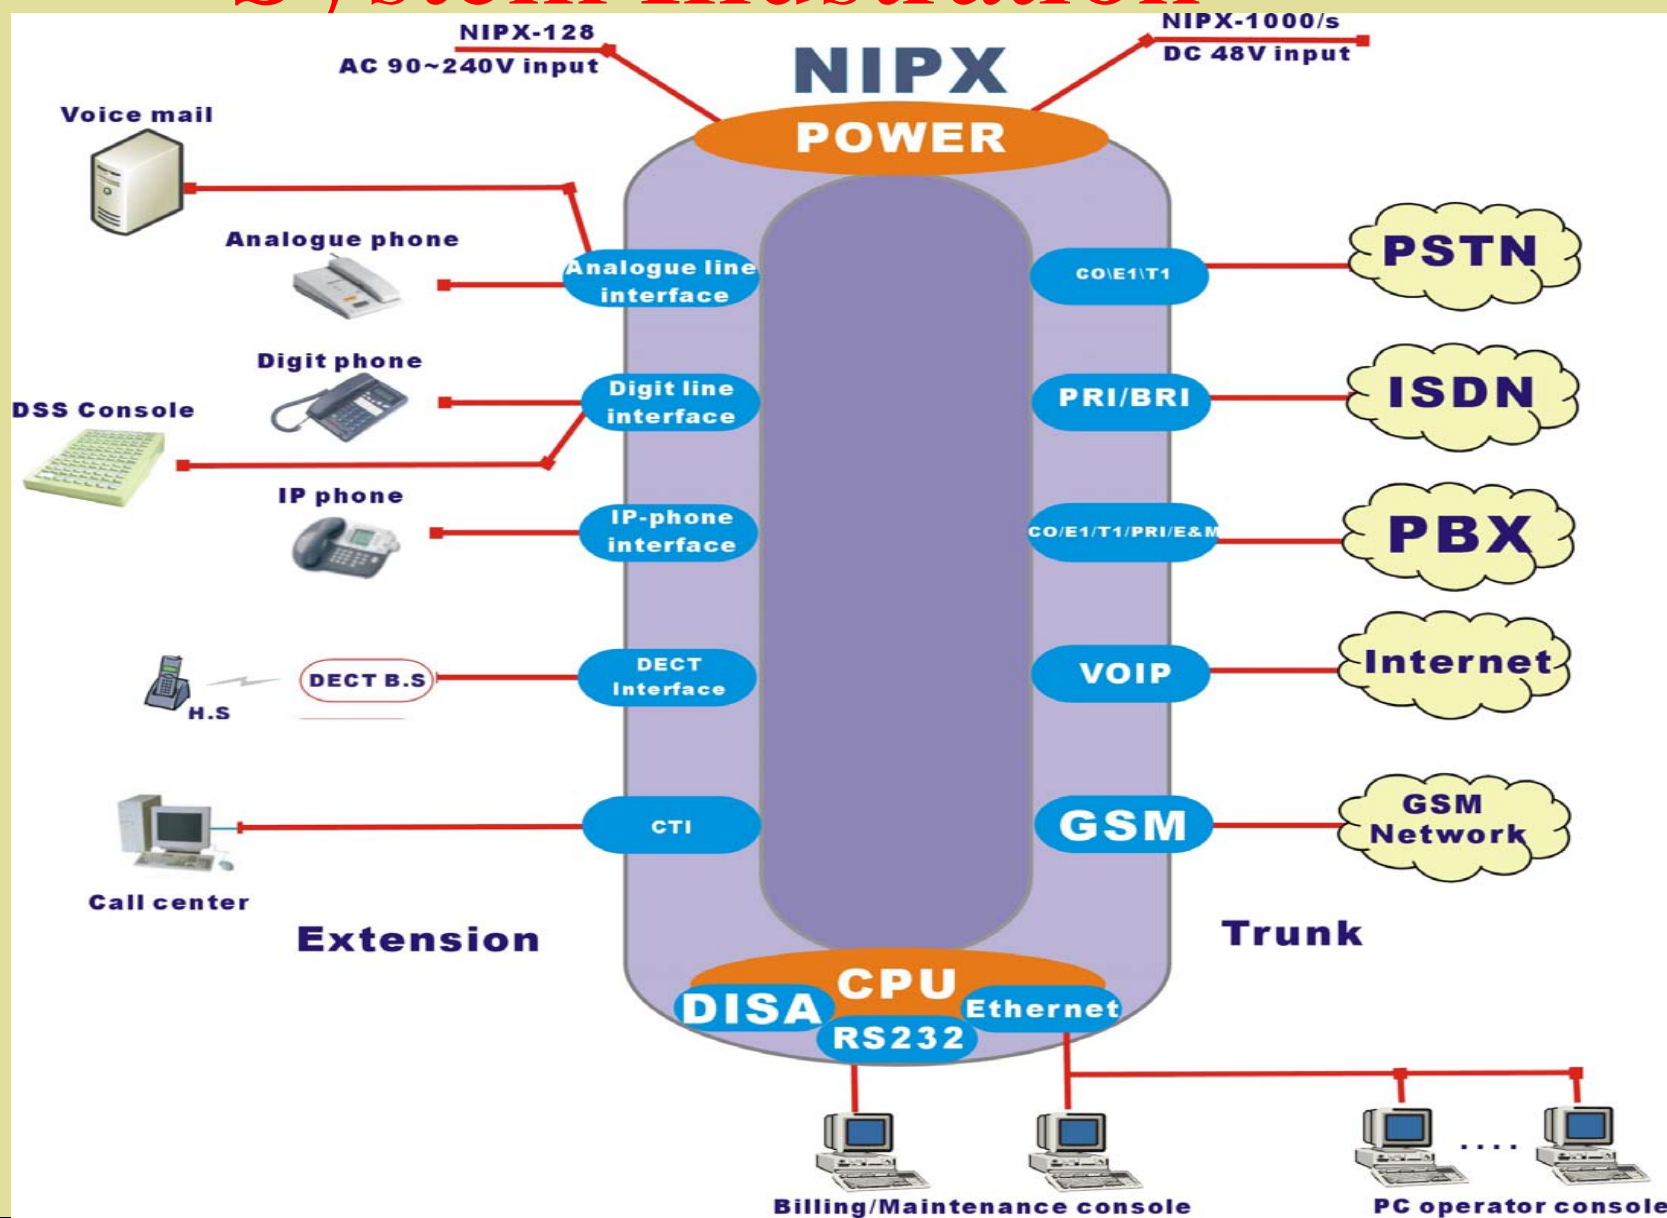 System Illustration
NIPX-128
AC 90~240V input
NIPX
NIPX-1000/s
DC 48V input
POWER
Voice mail
Analogue phone
Analogue line
interface
CO\E1\T1
PSTN
Digit phone
Digit line
interface
PRI/BRI
ISDN
DSS Console
IP phone
IP-phone
interface
CO/E1/T1/PRI/E&M
PBX
H.S
DECT B.S
DECT
Interface
VOIP
Internet
Call center
CTI
GSM
GSM
Network
Extension
Trunk
CPU
DISA
RS232
Ethernet
....
Billing/Maintenance console
PC operator console